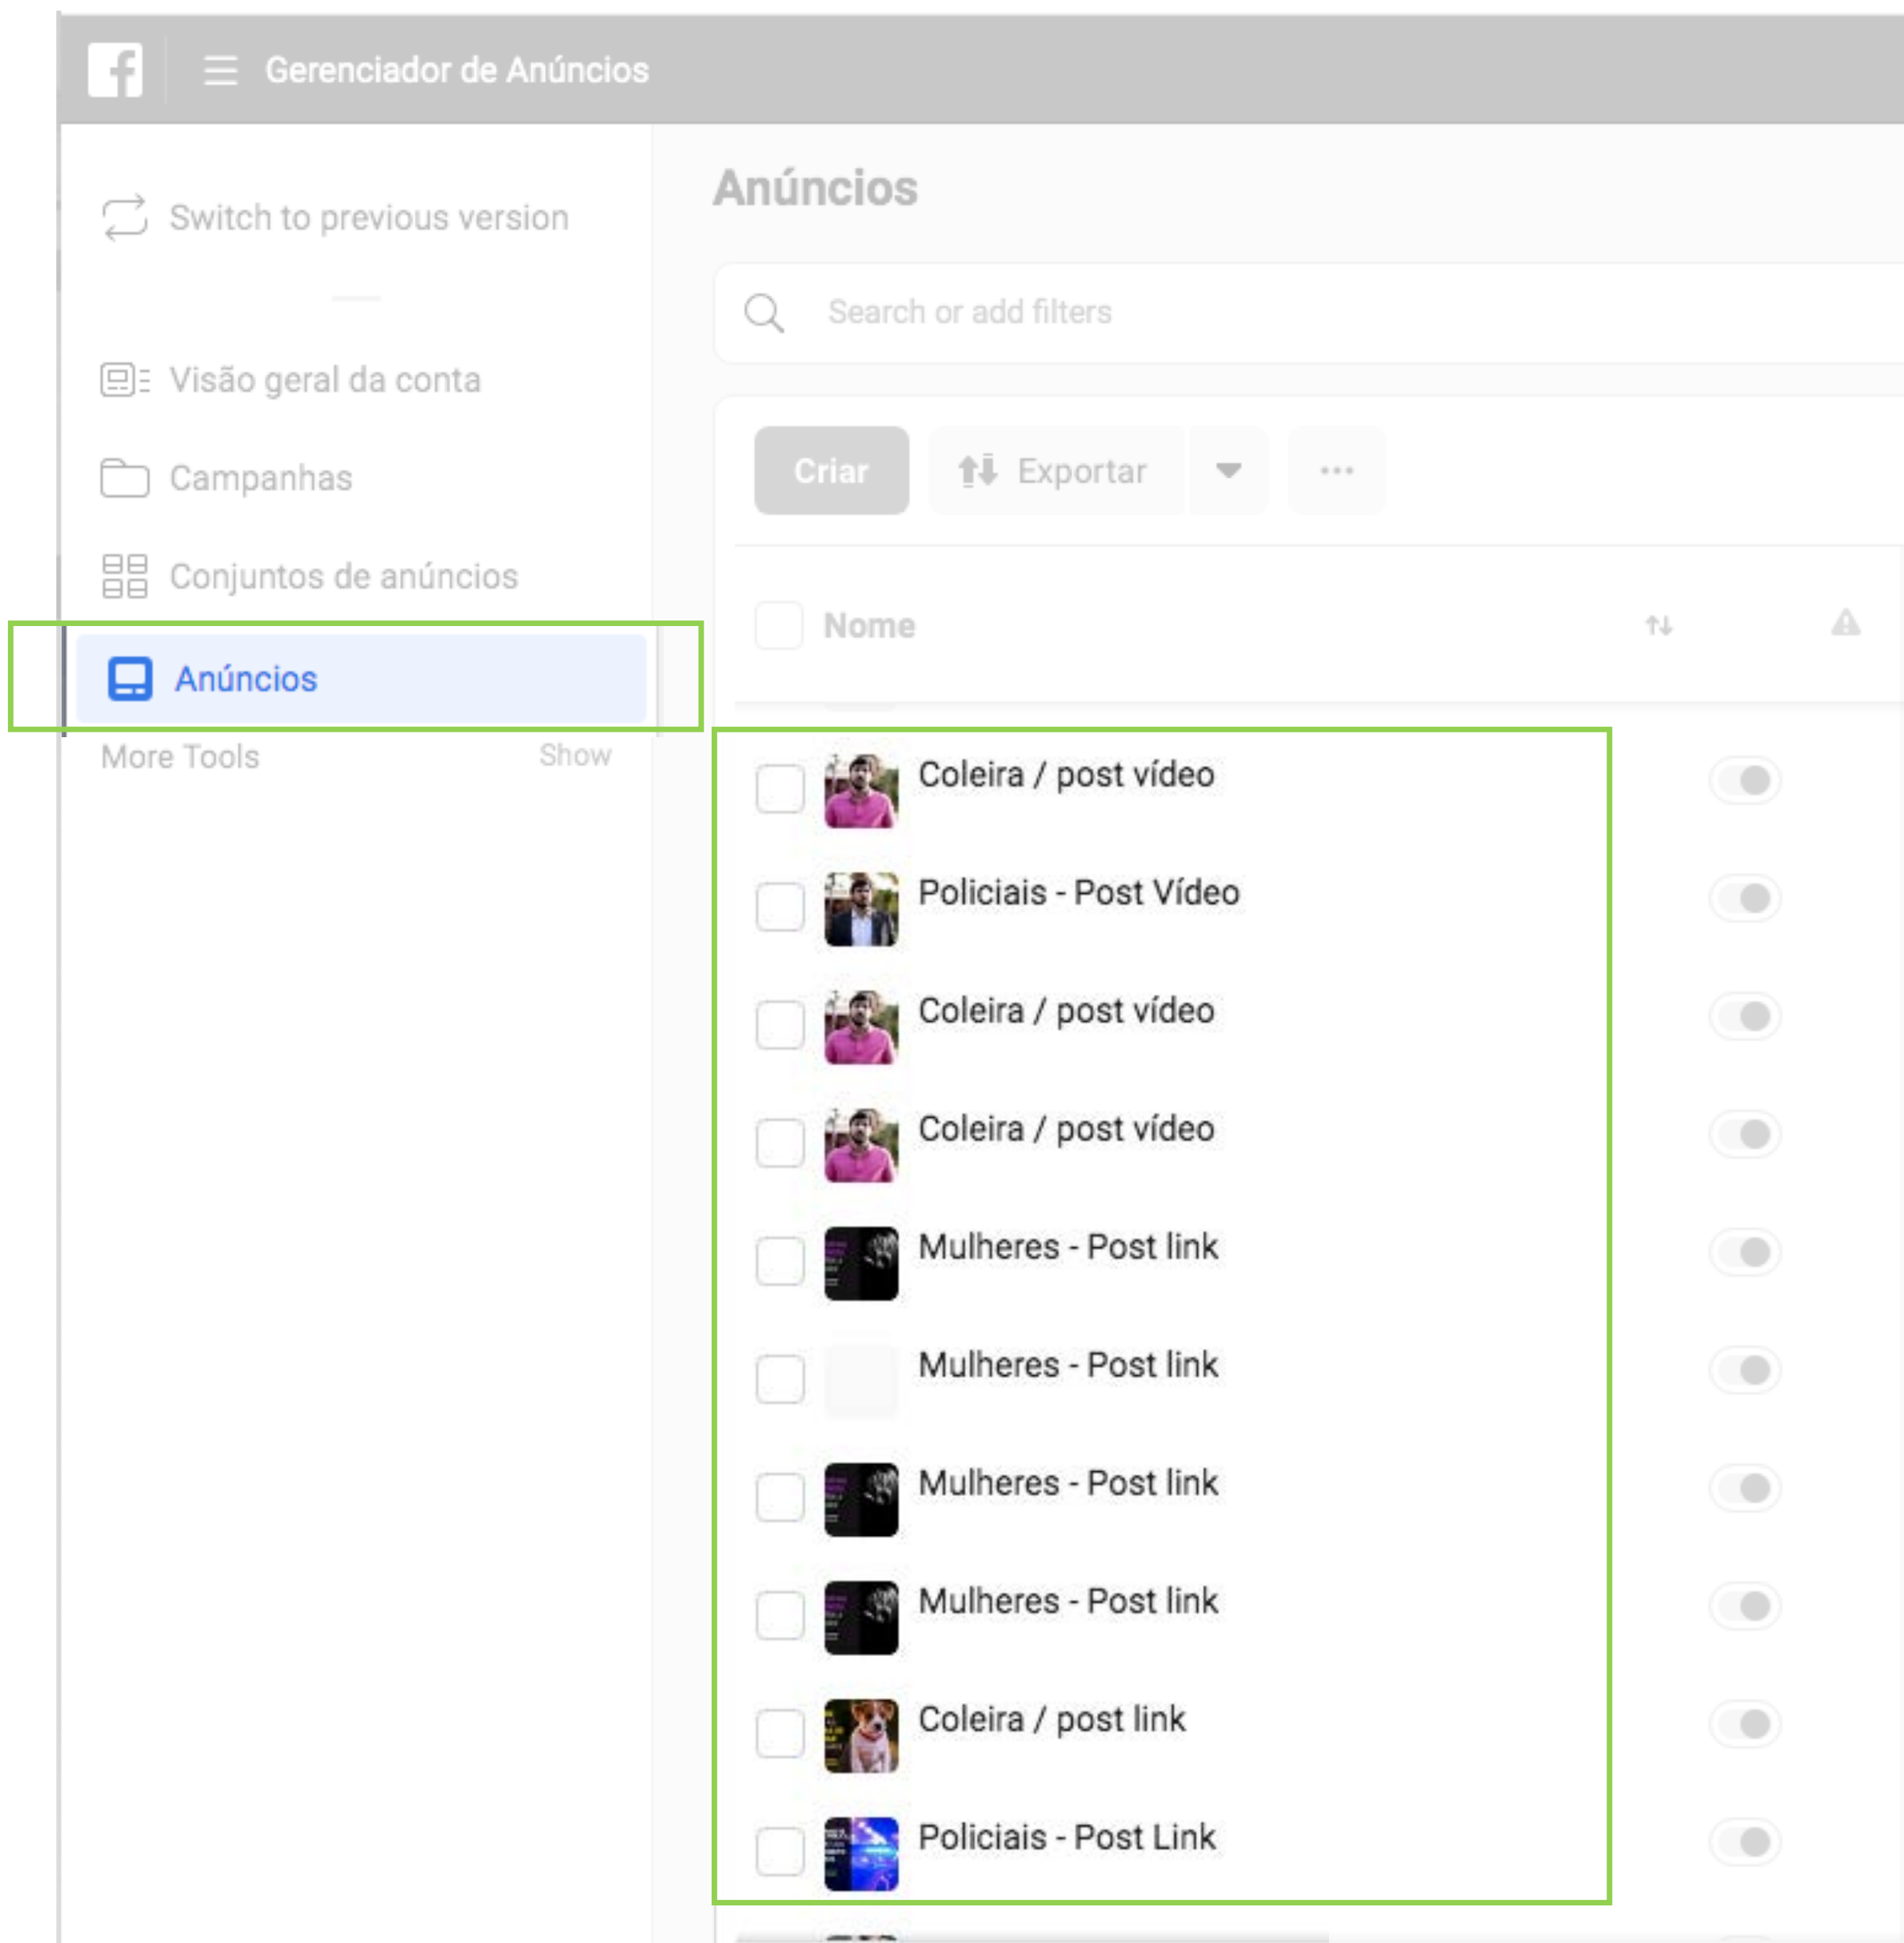 Gerenciador de Anúncios
Switch to previous version
Visão geral da conta
Campanhas
Conjuntos de anúncios
Anúncios
More Tools
Show
Anúncios
Search or add filters
Criar
Exportar
Nome
Coleira / post vídeo
Policiais - Post Vídeo
Coleira / post vídeo
Coleira / post vídeo
Mulheres - Post link
Mulheres - Post link
Mulheres - Post link
Mulheres - Post link
Coleira / post link
Policiais - Post Link